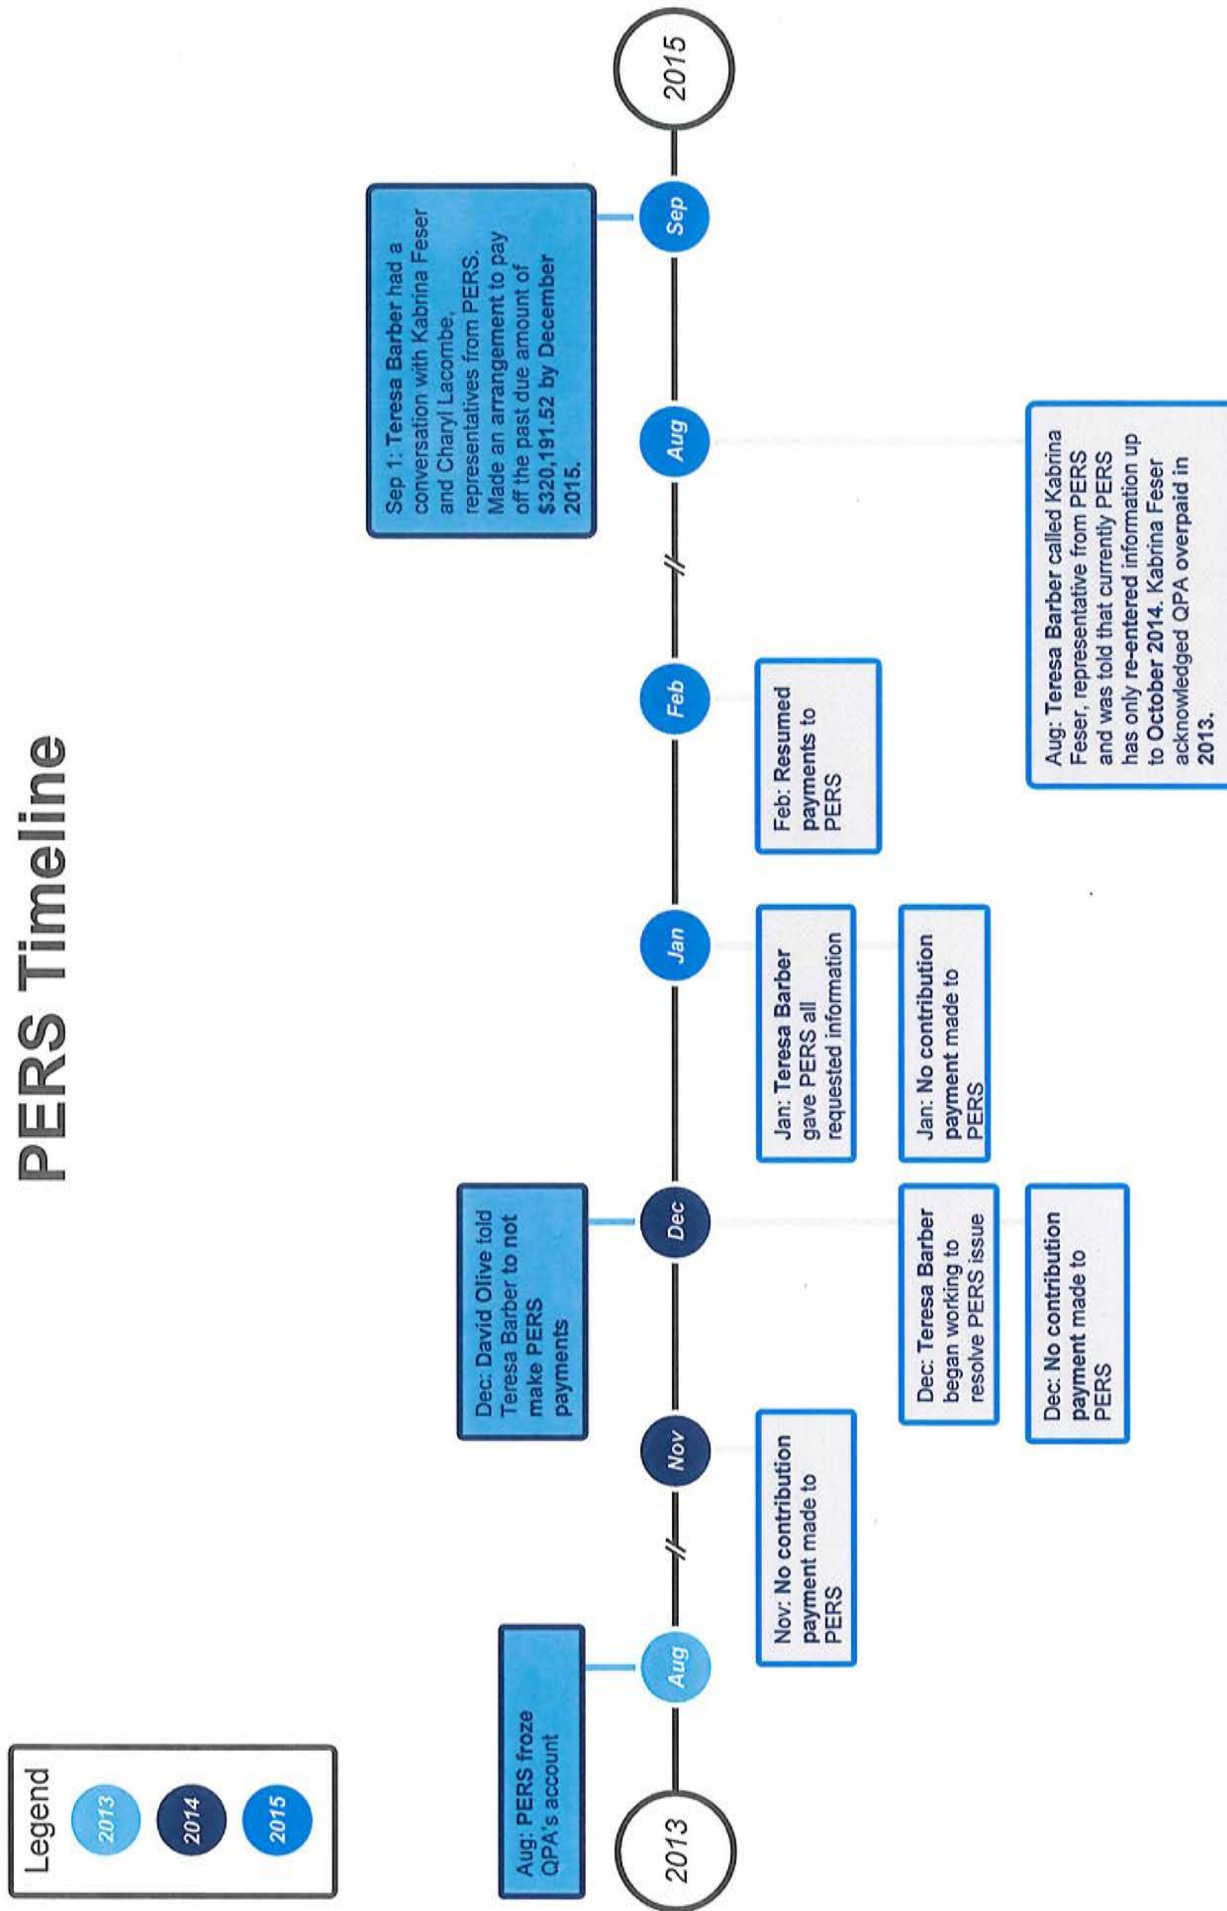 PERS Timeline
Legend
2013
2014
2015
2013
Aug
Nov
Dec
Jan
Feb
Aug
Sep
2015
Aug: PERS froze
QPA's account
Nov: No contribution
payment made to
PERS
Dec: David Olive told
Teresa Barber to not
make PERS
payments
Dec: Teresa Barber
began working to
resolve PERS issue
Dec: No contribution
payment made to
PERS
Jan: Teresa Barber
gave PERS all
requested information
Jan: No contribution
payment made to
PERS
Feb: Resumed
payments to
PERS
Aug: Teresa Barber called Kabrina
Feser, representative from PERS
and was told that currently PERS
has only re-entered information up
to October 2014. Kabrina Feser
acknowledged QPA overpaid in
2013.
Sep 1: Teresa Barber had a
conversation with Kabrina Feser
and Charyl Lacombe,
representatives from PERS.
Made an arrangement to pay
off the past due amount of
$320,191.52 by December
2015.